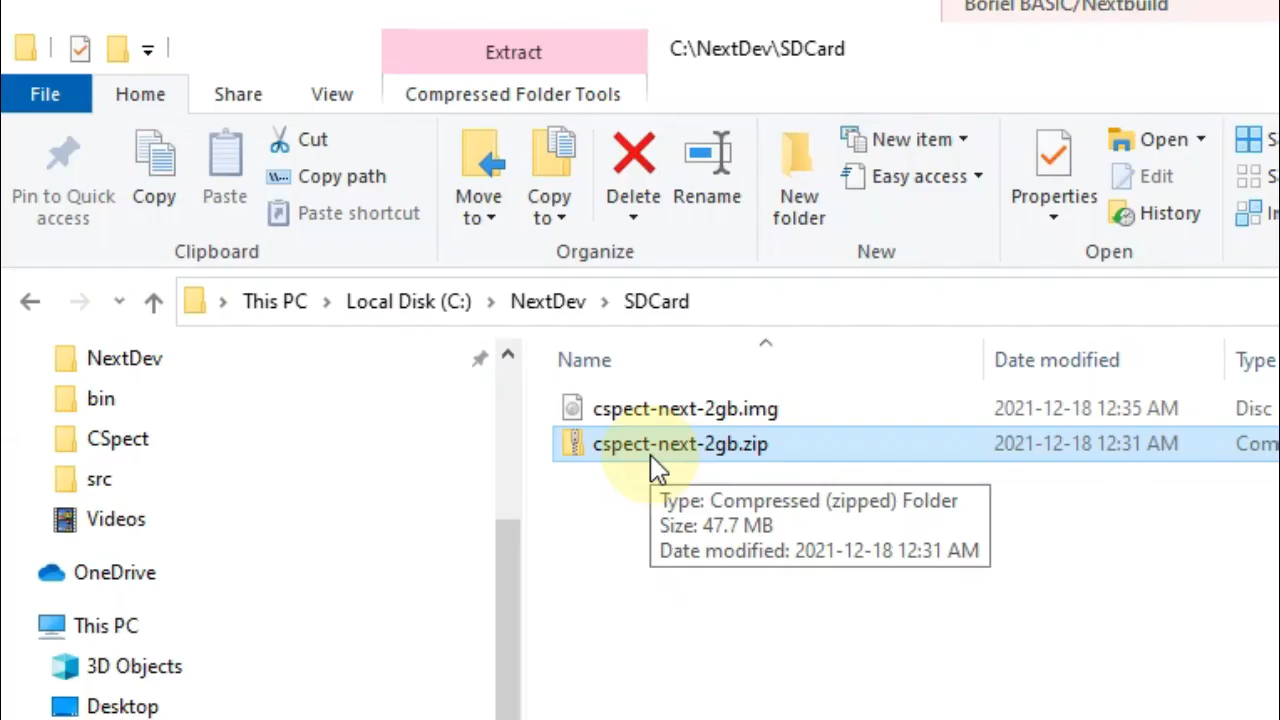 Boriel BASIC/Nextbuild
Extract
C:\NextDev\SDCard
File
Home
Share
View
Compressed Folder Tools
Pin to Quick
access
Copy
Paste
Cut
Copy path
Paste shortcut
Clipboard
Move
to
Copy
to
Delete
Rename
Organize
New
folder
New item
Easy access
New
Properties
Open
Edit
History
Open
S
S
This PC
Local Disk (C:)
NextDev
SDCard
NextDev
bin
CSpect
src
Videos
OneDrive
This PC
3D Objects
Desktop
Name
Date modified
Type
cspect-next-2gb.img
2021-12-18 12:35 AM
Disc
cspect-next-2gb.zip
2021-12-18 12:31 AM
Com
Type: Compressed (zipped) Folder
Size: 47.7 MB
Date modified: 2021-12-18 12:31 AM